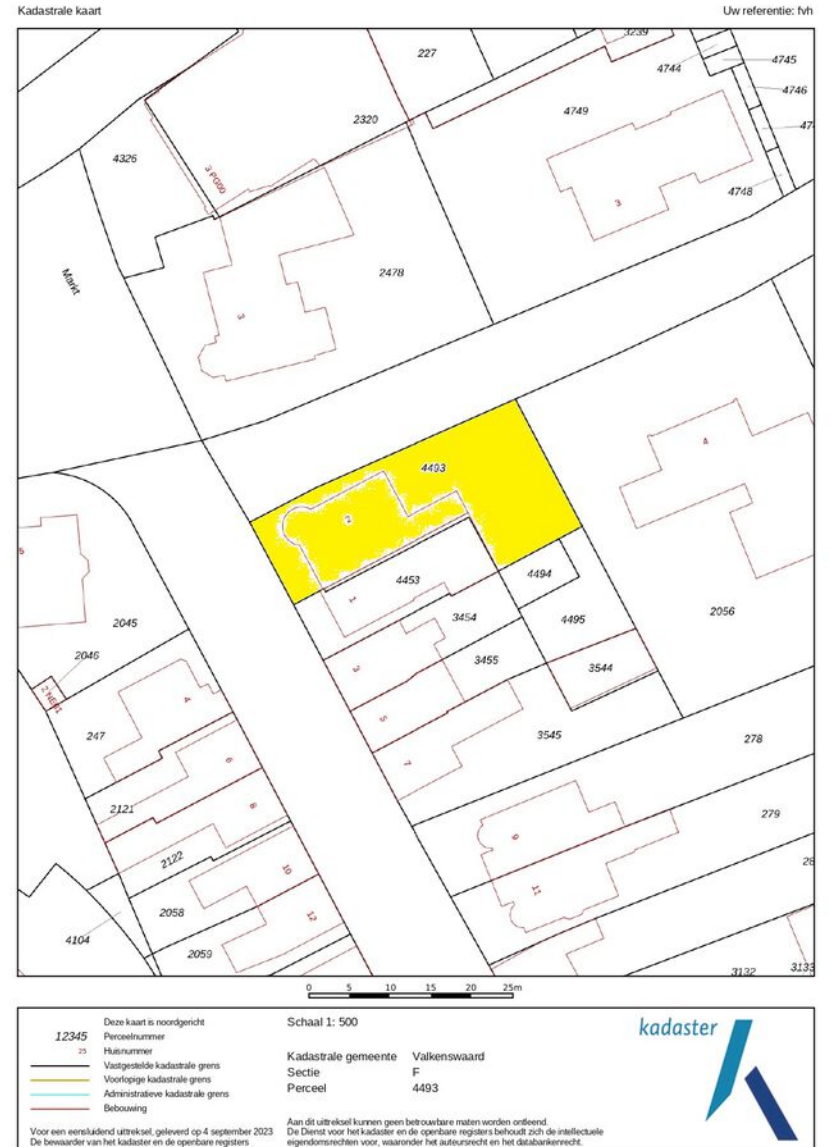 Kadastrale kaart
Uw referentie: fvh
3239
227
4745
4744
4746
2320
4749
4326
3 PG00
4748
3
2478
Markt
3
4493
4
2
5
4453
4494
1
3454
4495
2056
2045
2046
3455
3544
3
4
5
247
3545
278
7
6
8
2121
279
9
2122
10
11
2058
12
4104
2059
3132
3133
0 5 10 15 20 25m
Deze kaart is noordgericht
12345 Perceelnummer
25 Huisnummer
Vastgestelde kadastrale grens
Voorlopige kadastrale grens
Administratieve kadastrale grens
Bebouwing
Voor een eensluidend uittreksel, geleverd op 4 september 2023
De bewaarder van het kadaster en de openbare registers
Schaal 1: 500
Kadastrale gemeente Valkenswaard
Sectie F
Perceel 4493
Aan dit uittreksel kunnen geen betrouwbare maten worden ontleend.
De Dienst voor het kadaster en de openbare registers behoudt zich de intellectuele
eigendomsrechten voor, waaronder het auteursrecht en het databankenrecht.
kadaster